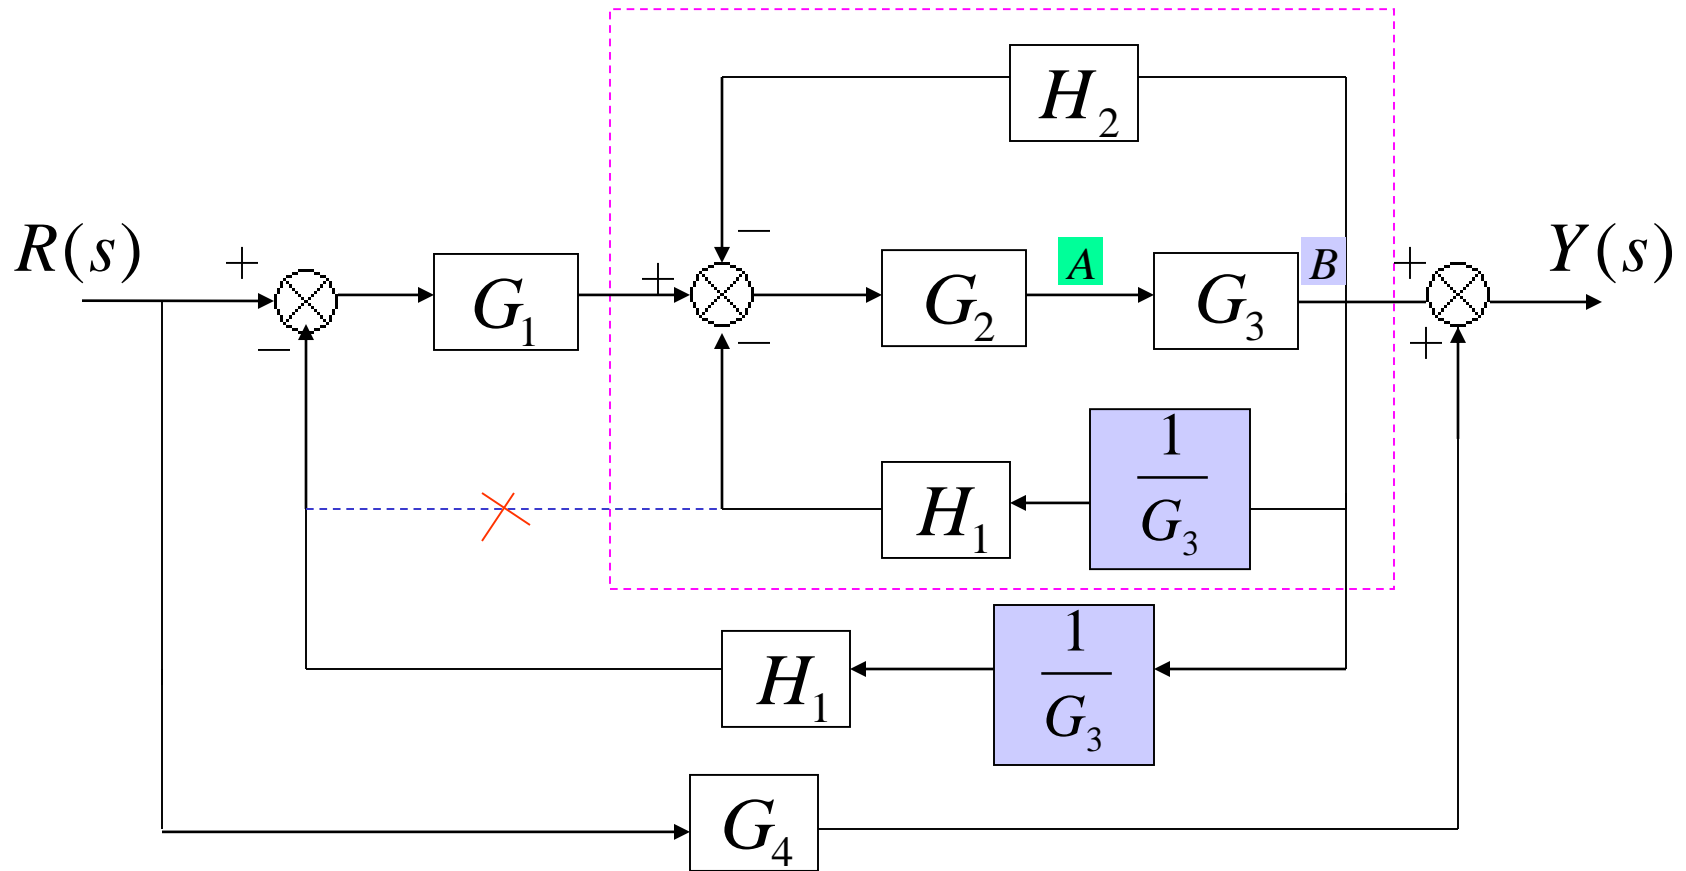 H₂
R(s)
+
−
G₁
+
−
G₂
A
G₃
B
+
Y(s)
−
−
+
H₁
1
G₃
H₁
1
G₃
G₄